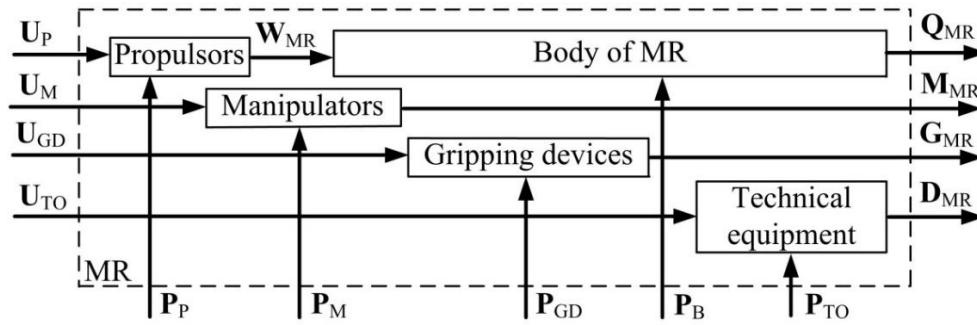 U_P
Propulsors
W_MR
Body of MR
Q_MR
U_M
Manipulators
M_MR
U_GD
Gripping devices
G_MR
U_TO
Technical
equipment
D_MR
MR
P_P
P_M
P_GD
P_B
P_TO